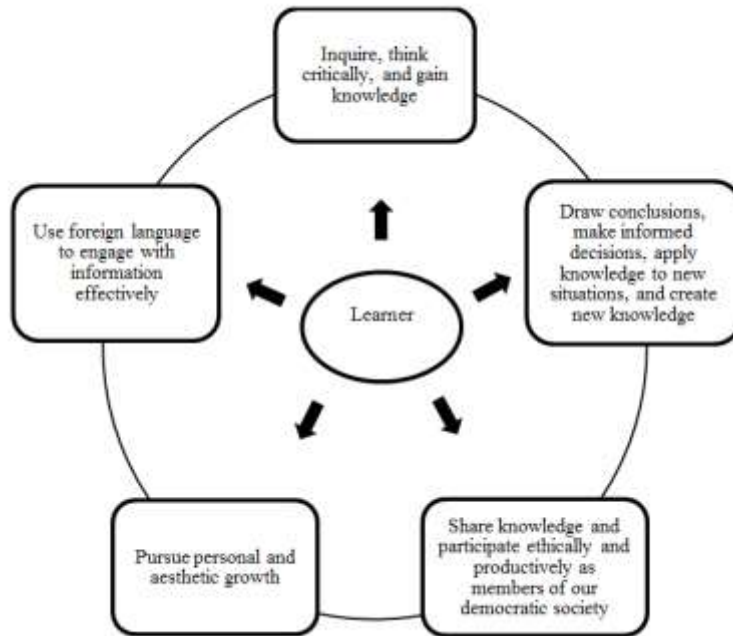 Inquire, think
critically, and gain
knowledge
Draw conclusions,
make informed
decisions, apply
knowledge to new
situations, and create
new knowledge
Use foreign language
to engage with
information
effectively
Learner
Share knowledge and
participate ethically and
productively as
members of our
democratic society
Pursue personal and
aesthetic growth